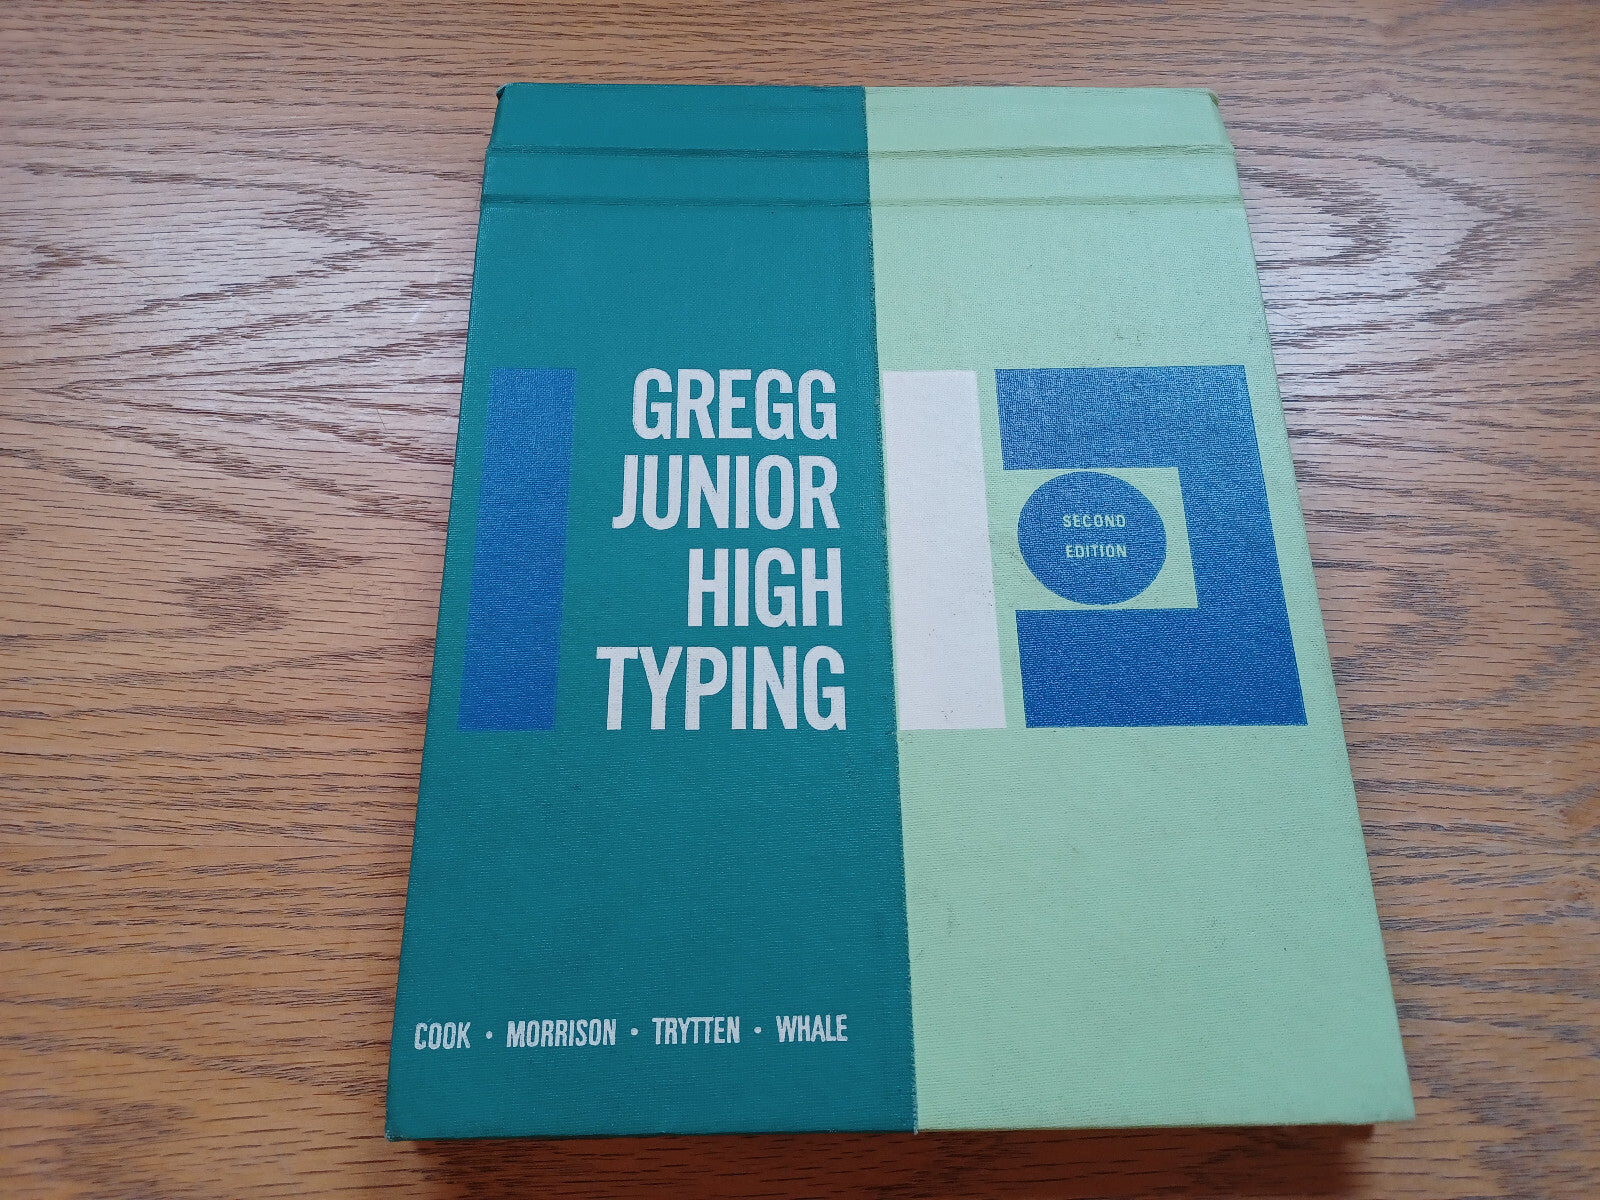 GREGG
JUNIOR
HIGH
TYPING
SECOND
EDITION
COOK • MORRISON • TRYTTEN • WHALE